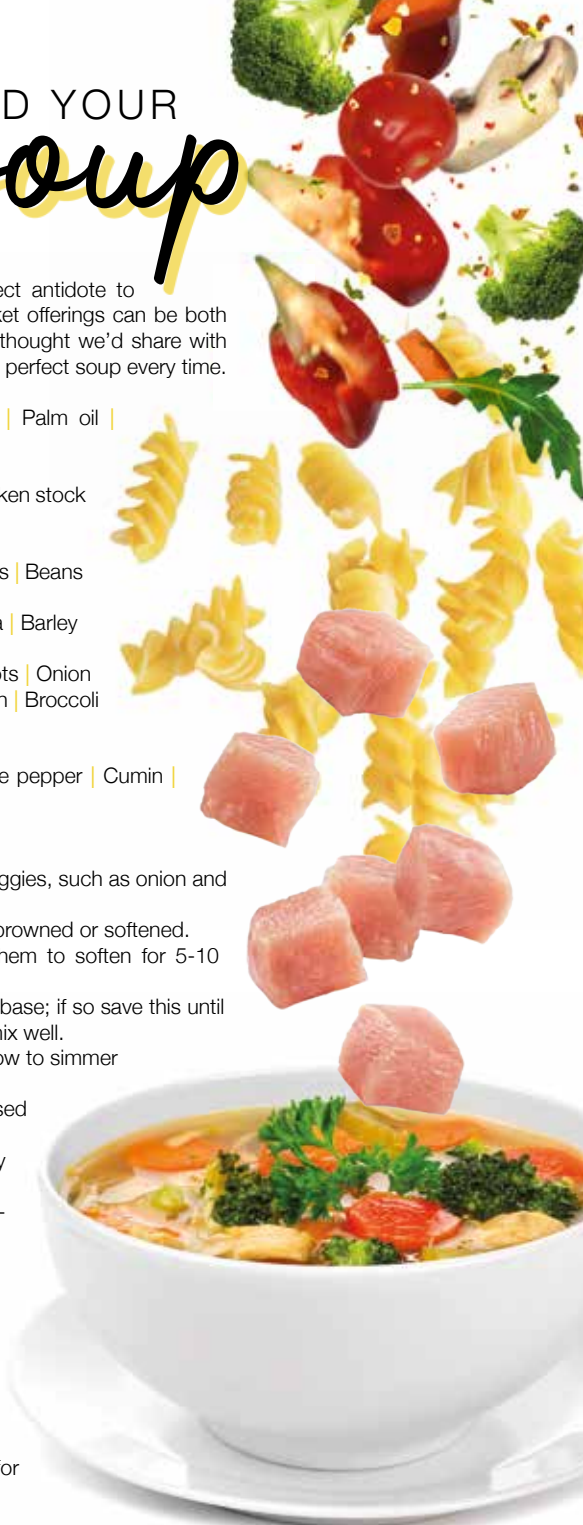 D YOUR
oup
ect antidote to
ket offerings can be both
thought we’d share with
perfect soup every time.
| Palm oil |
ken stock
s | Beans
a | Barley
ots | Onion
n | Broccoli
e pepper | Cumin |
ggies, such as onion and
browned or softened.
hem to soften for 5-10
base; if so save this until
mix well.
ow to simmer
sed
y
-
for